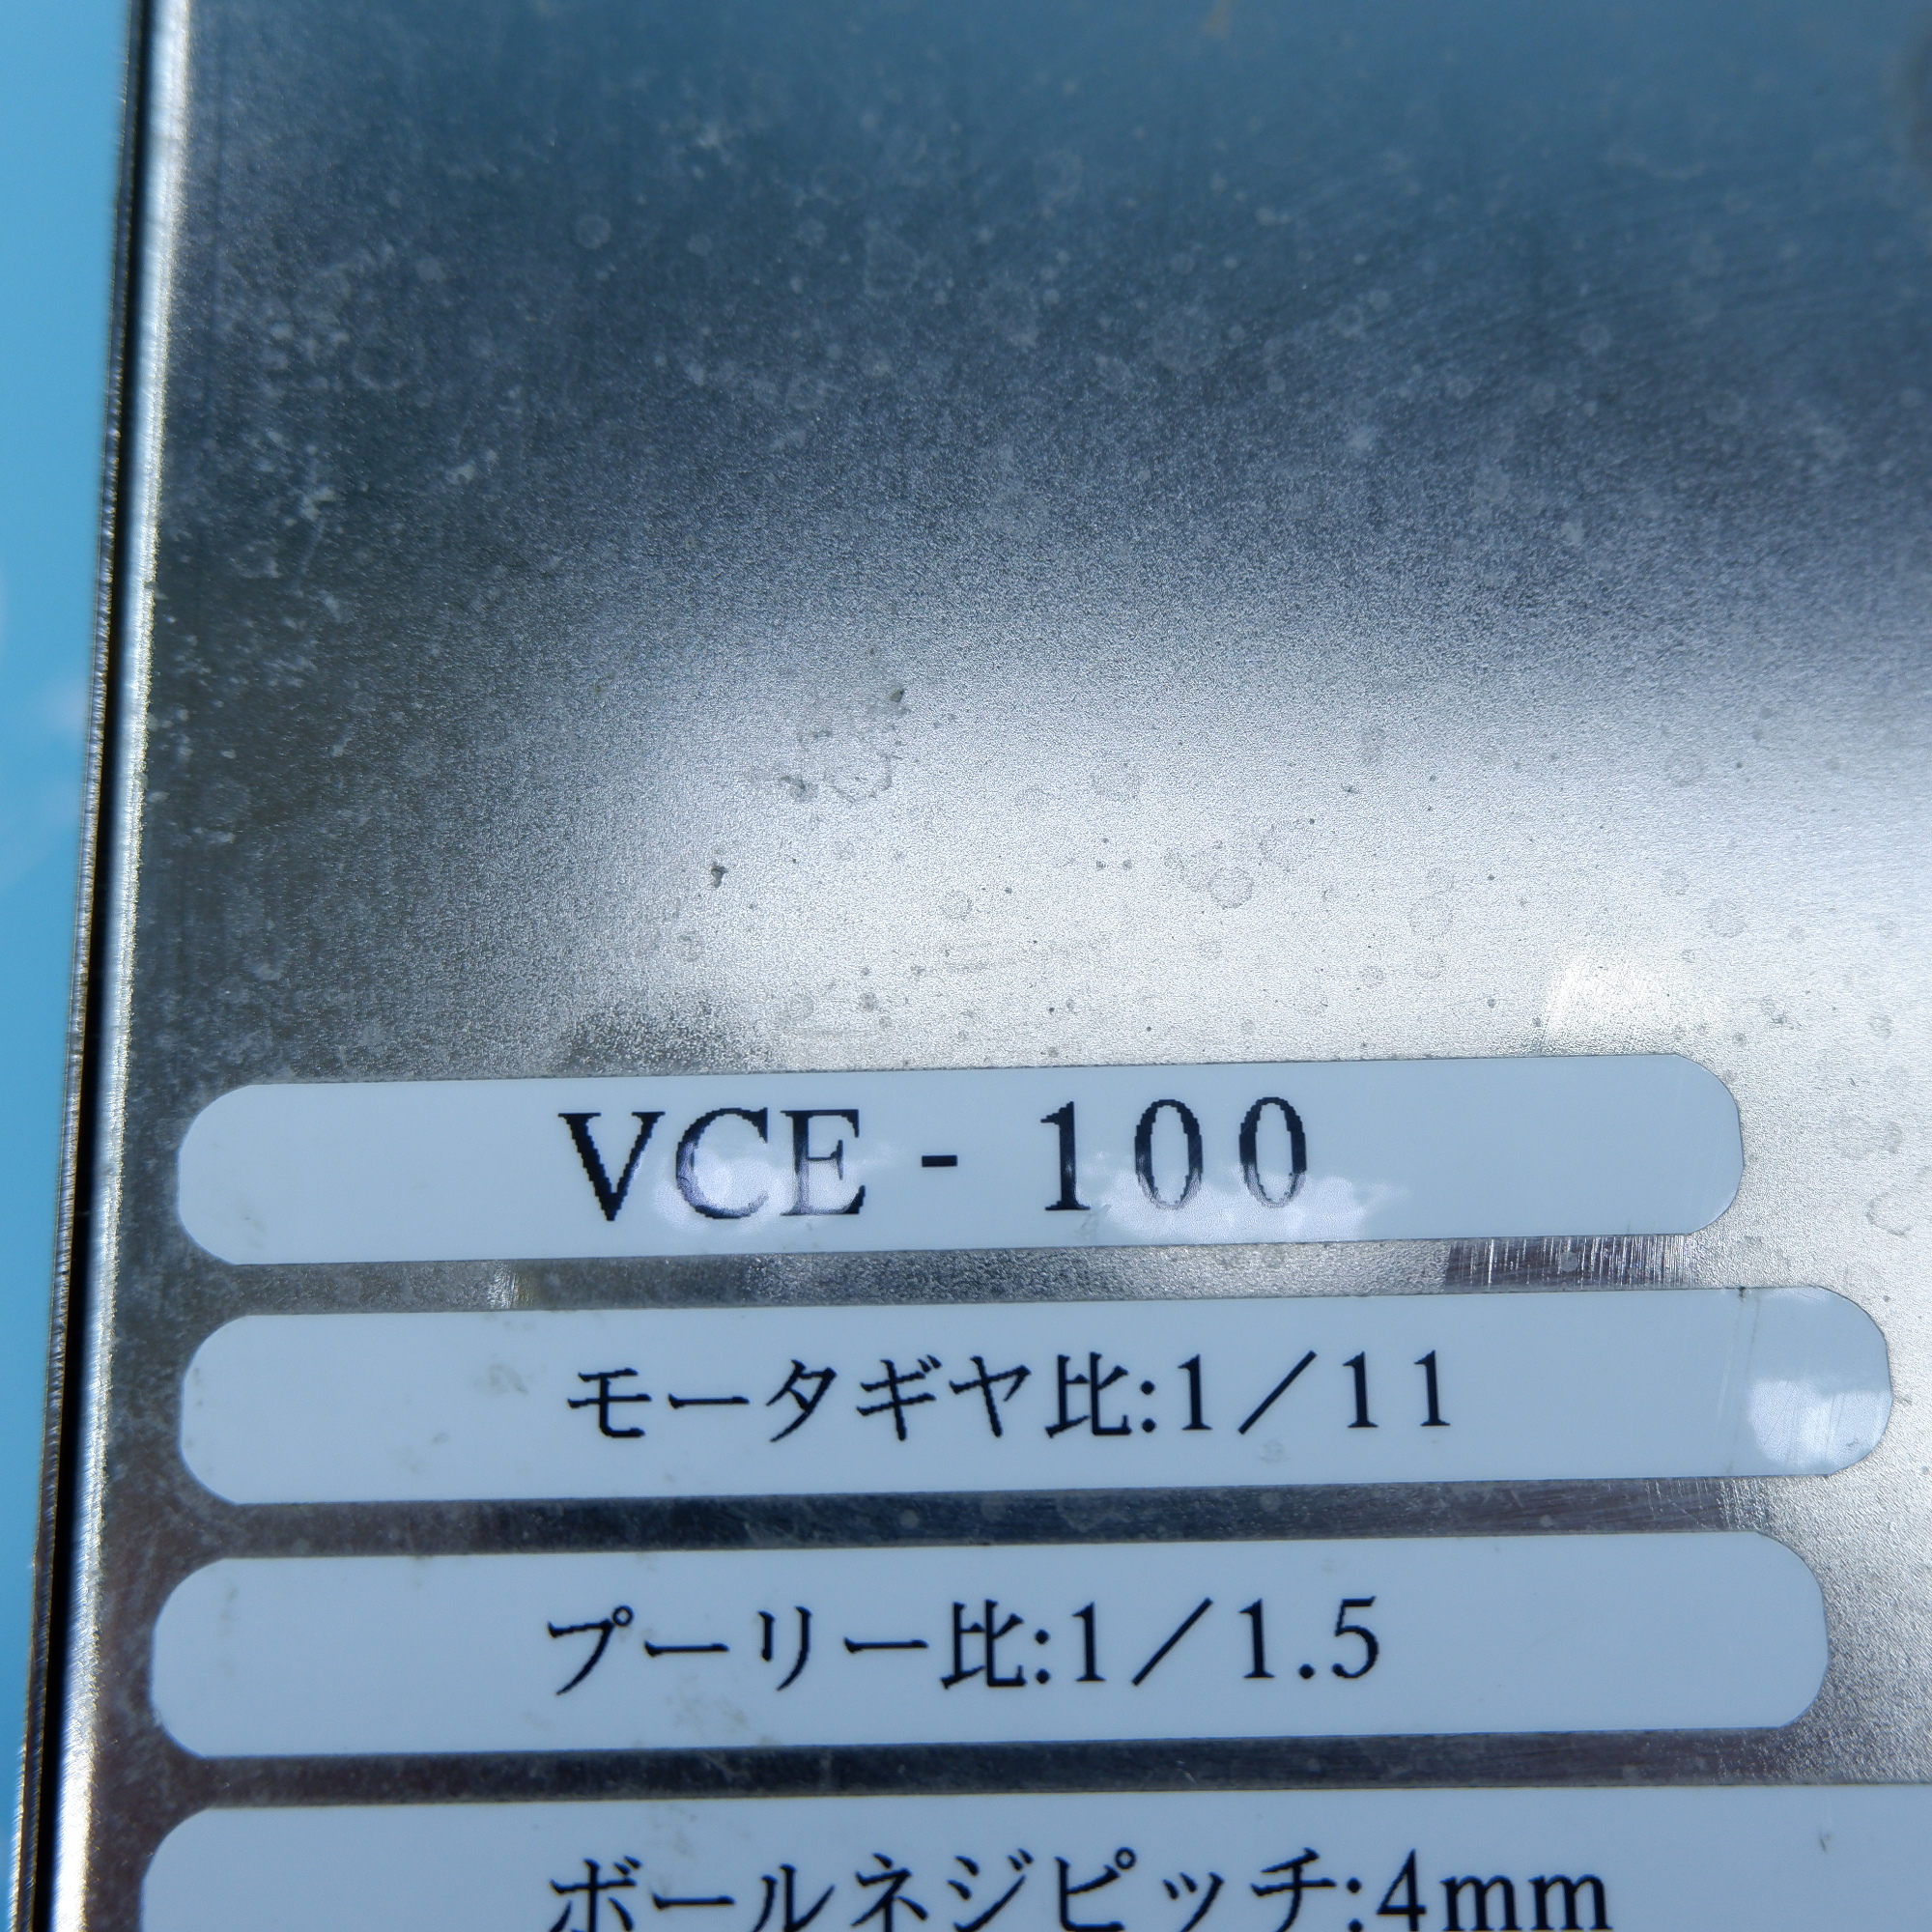 VCE - 100
モータギヤ比:1／11
プーリー比:1／1.5
ボールネジピッチ:4mm